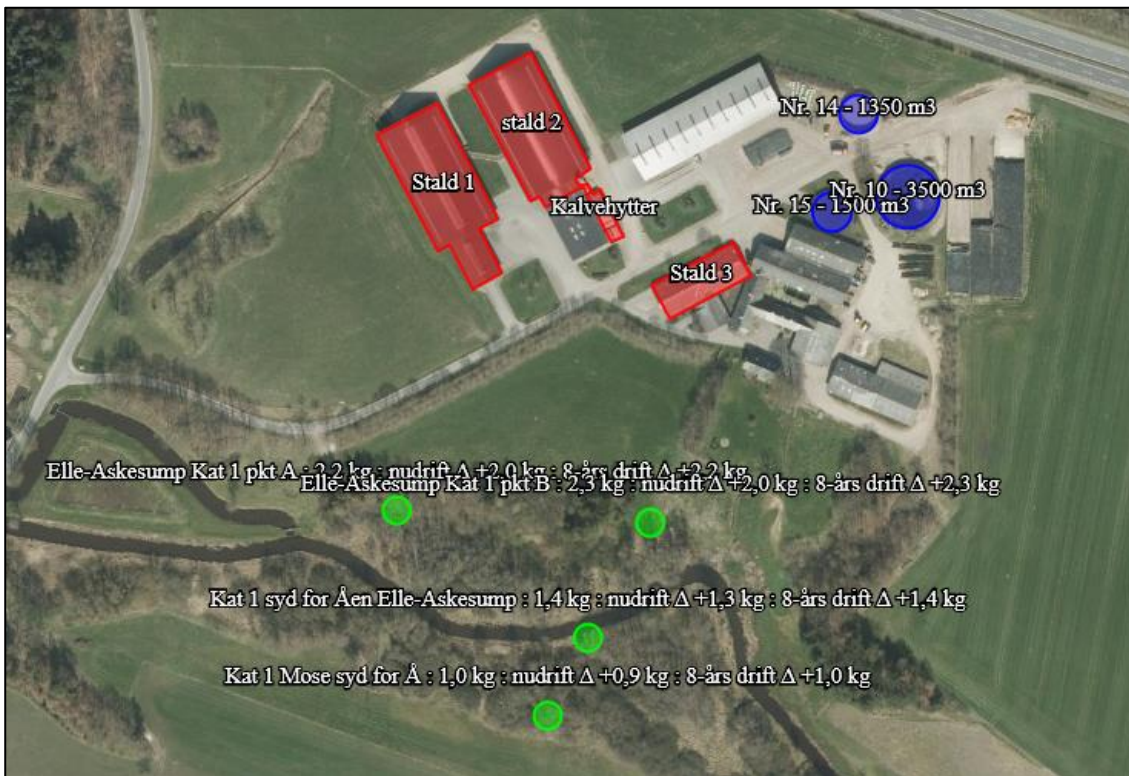 Nr. 14 - 1350 m3
stald 2
Stald 1
Kalvehytter
Nr. 10 - 3500 m3
Nr. 15 - 1500 m3
Stald 3
Elle-Askesump Kat 1 pkt A : 2,2 kg : nudrift Δ +2,0 kg : 8-års drift Δ +2,2 kg
Elle-Askesump Kat 1 pkt B : 2,3 kg : nudrift Δ +2,0 kg : 8-års drift Δ +2,3 kg
Kat 1 syd for Åen Elle-Askesump : 1,4 kg : nudrift Δ +1,3 kg : 8-års drift Δ +1,4 kg
Kat 1 Mose syd for Å : 1,0 kg : nudrift Δ +0,9 kg : 8-års drift Δ +1,0 kg